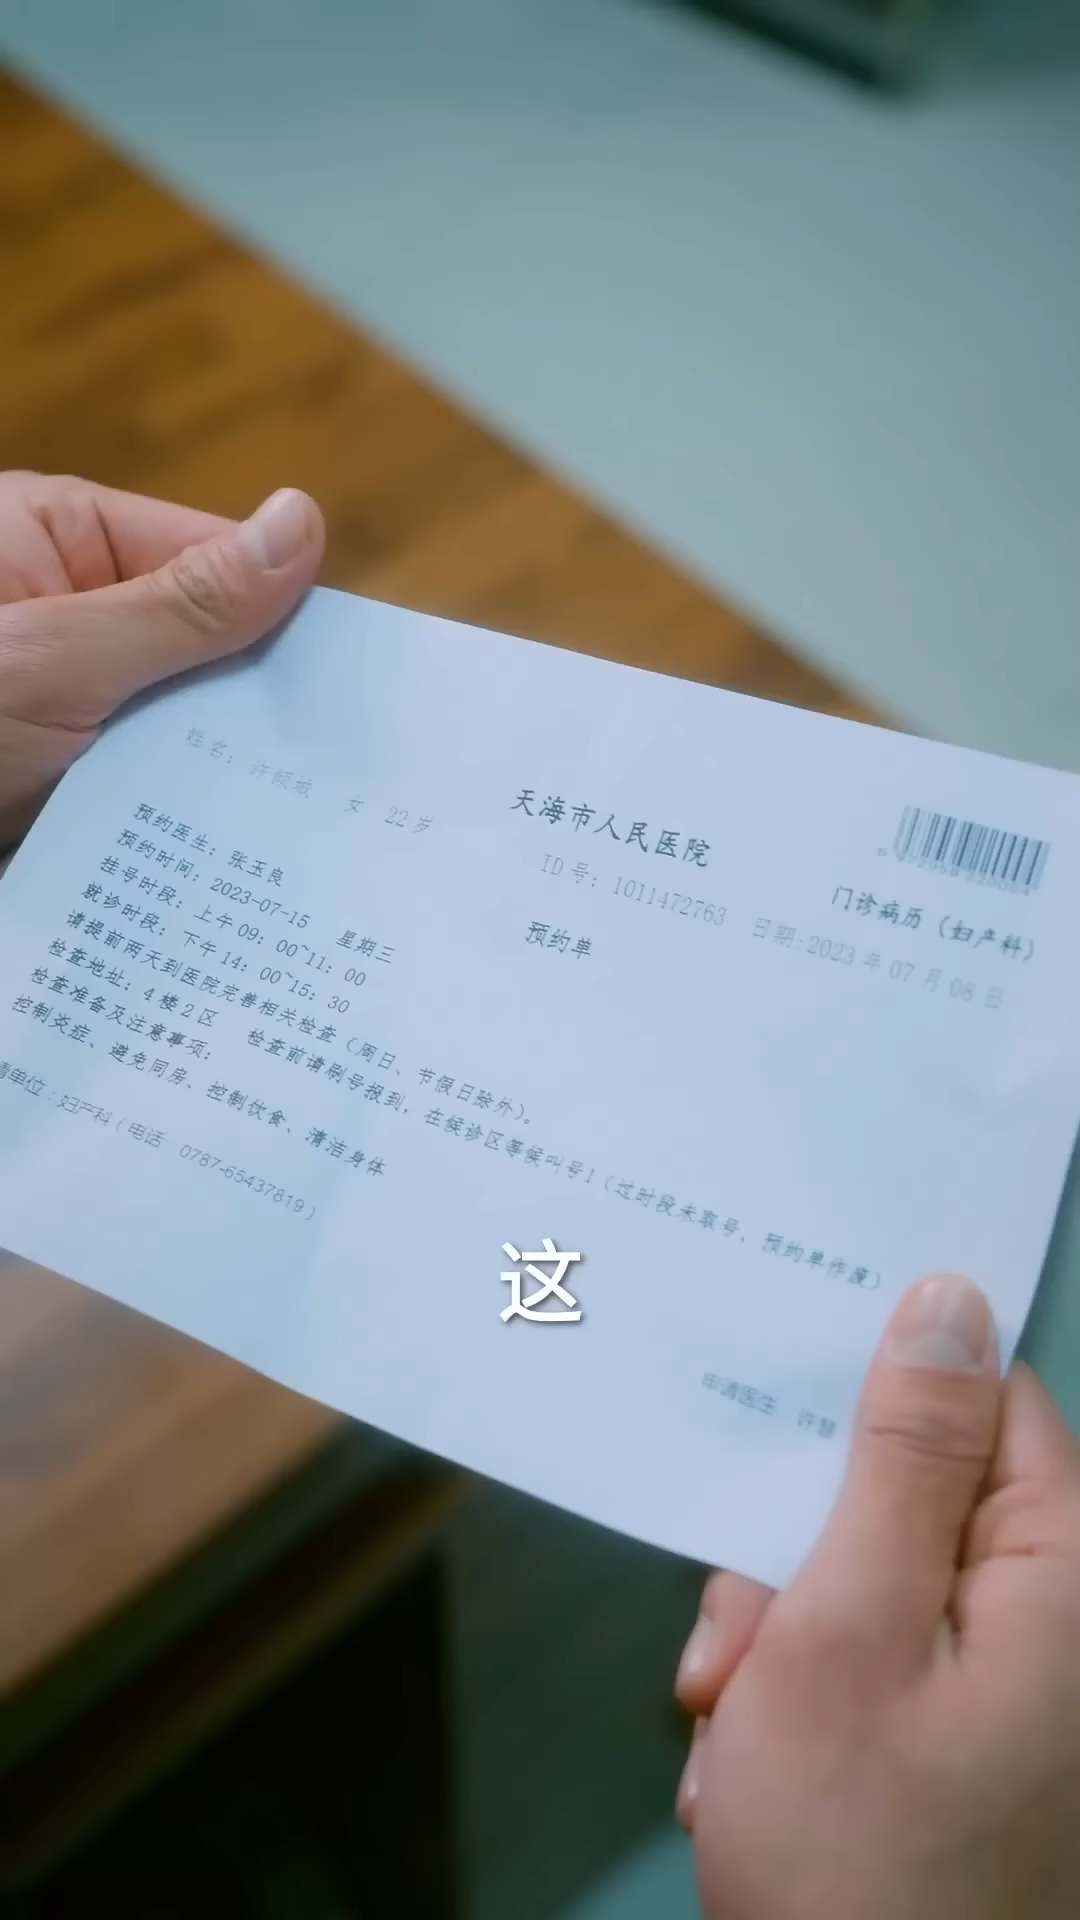 天海市人民医院
门诊病历（妇产科）
姓名：许倾城 女 22岁
ID号：1011472763
日期:2023年07月08日
预约单
预约医生：张玉良
预约时间：2023-07-15 星期三
挂号时段：上午09：00~11：00
就诊时段：下午14：00~15：30
请提前两天到医院完善相关检查（周日、节假日除外）。
检查地址：4楼2区 检查前请刷号报到，在候诊区等候叫号！（过时段未取号，预约单作废）
检查准备及注意事项：
控制炎症、避免同房、控制饮食、清洁身体
请单位：妇产科（电话：0787-65437819）
这
申请医生 许慧